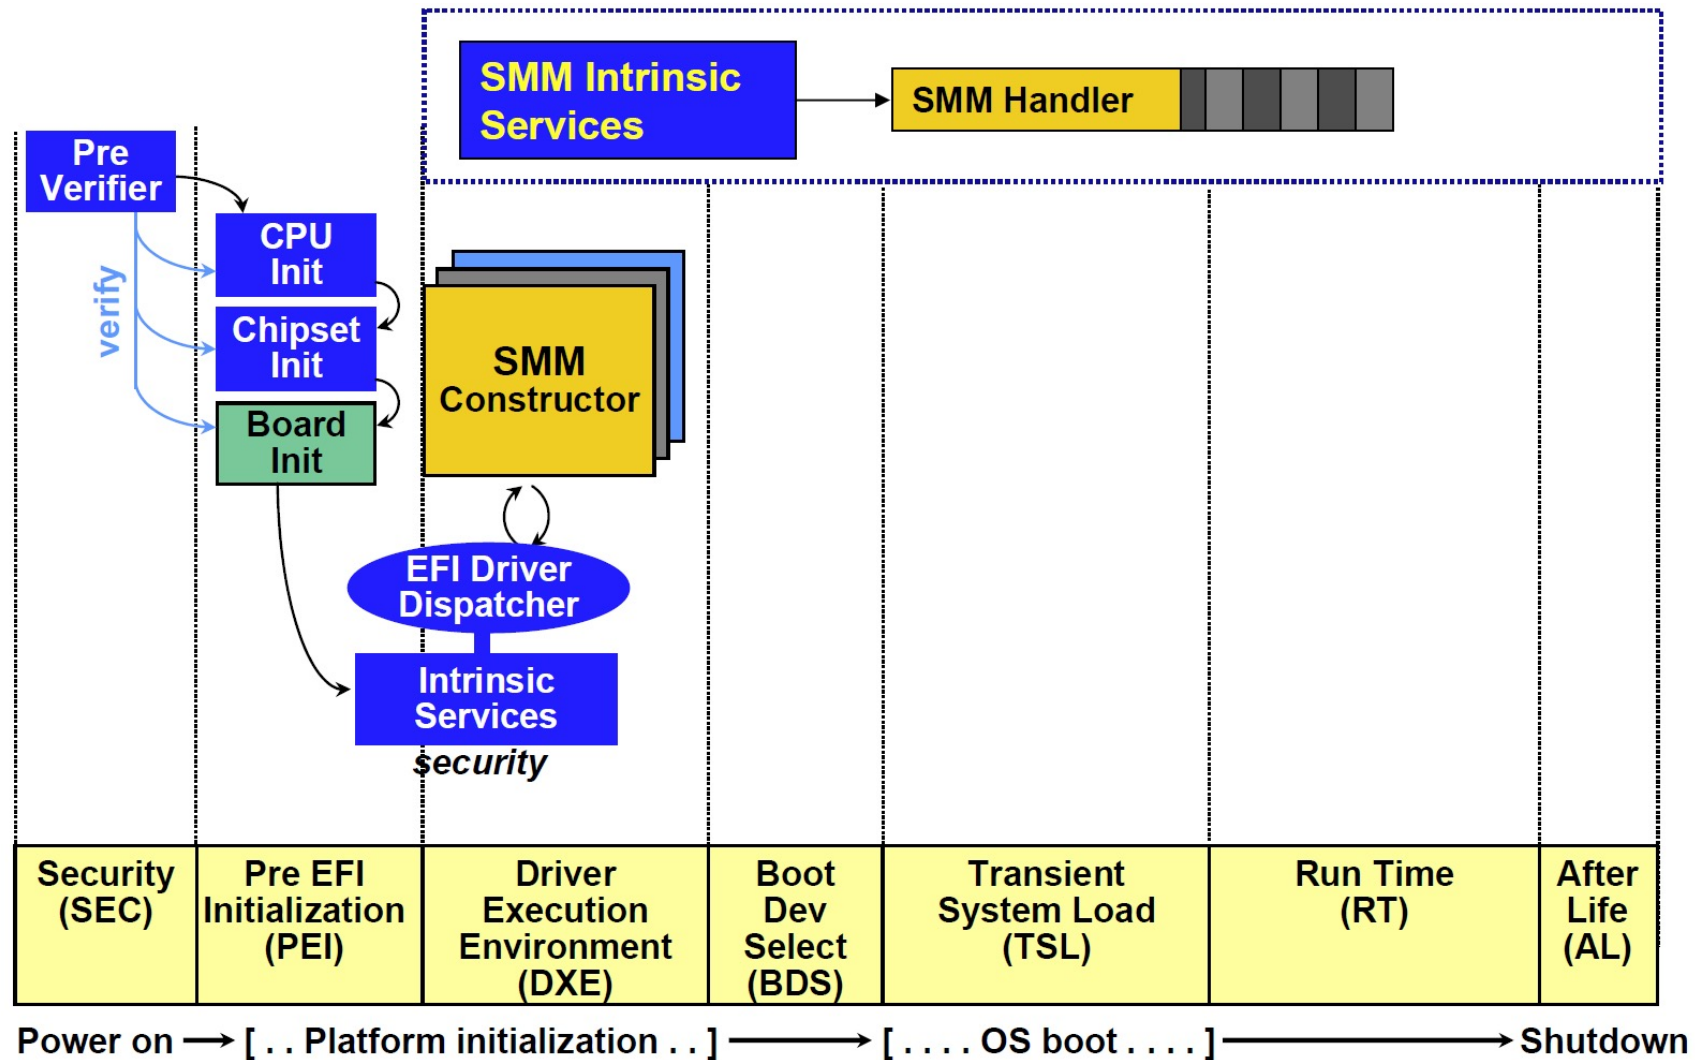 SMM Intrinsic
Services
SMM Handler
Pre
Verifier
verify
CPU
Init
Chipset
Init
Board
Init
SMM
Constructor
EFI Driver
Dispatcher
Intrinsic
Services
security
Security
(SEC)
Pre EFI
Initialization
(PEI)
Driver
Execution
Environment
(DXE)
Boot
Dev
Select
(BDS)
Transient
System Load
(TSL)
Run Time
(RT)
After
Life
(AL)
Power on [ . . Platform initialization . . ] [ . . . . OS boot . . . . ] Shutdown